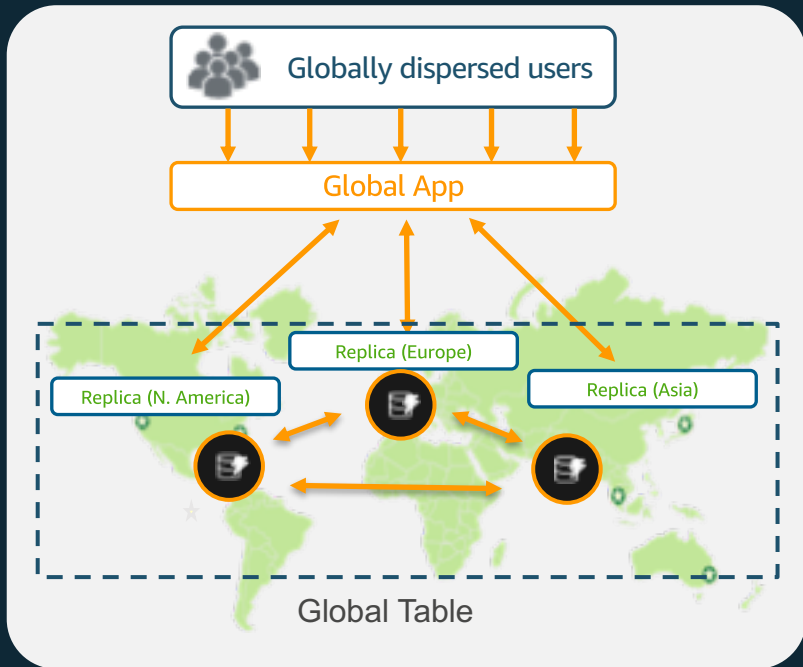 Globally dispersed users
Global App
Replica (Europe)
Replica (N. America)
Replica (Asia)
Global Table